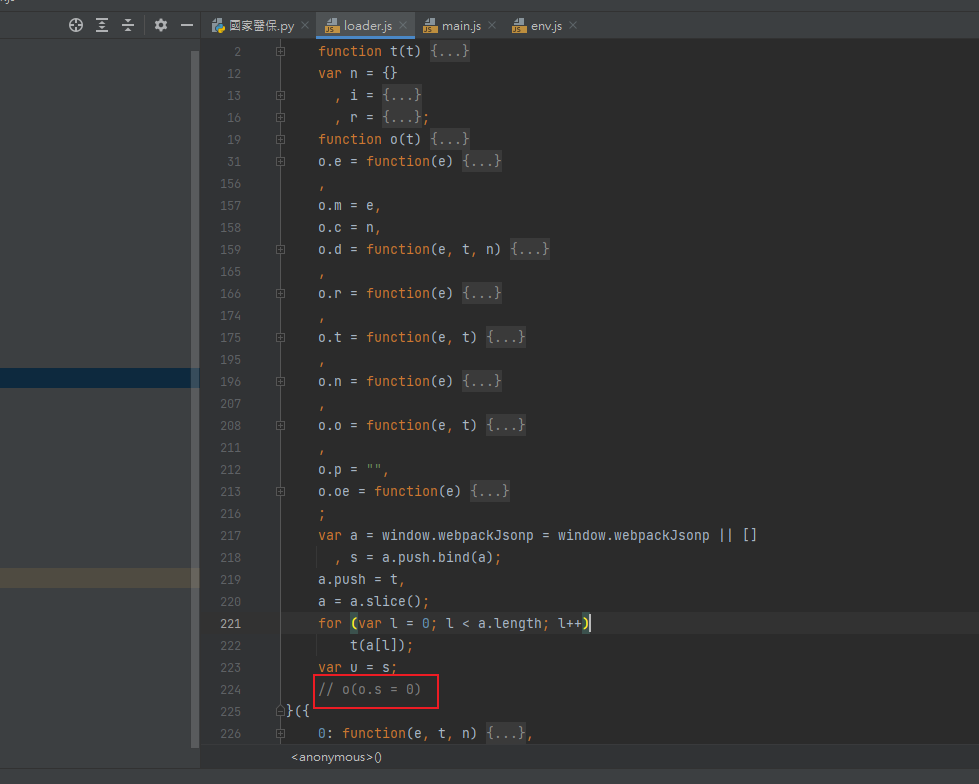 國家醫保.py × loader.js × main.js × env.js ×
2 function t(t) {...}
12 var n = {}
13 , i = {...}
16 , r = {...};
19 function o(t) {...}
31 o.e = function(e) {...}
156 ,
157 o.m = e,
158 o.c = n,
159 o.d = function(e, t, n) {...}
165 ,
166 o.r = function(e) {...}
174 ,
175 o.t = function(e, t) {...}
195 ,
196 o.n = function(e) {...}
207 ,
208 o.o = function(e, t) {...}
211 ,
212 o.p = "",
213 o.oe = function(e) {...}
216 ;
217 var a = window.webpackJsonp = window.webpackJsonp || []
218 , s = a.push.bind(a);
219 a.push = t,
220 a = a.slice();
221 for (var l = 0; l < a.length; l++)
222 t(a[l]);
223 var u = s;
224 // o(o.s = 0)
225 }({
226 0: function(e, t, n) {...},
<anonymous>()